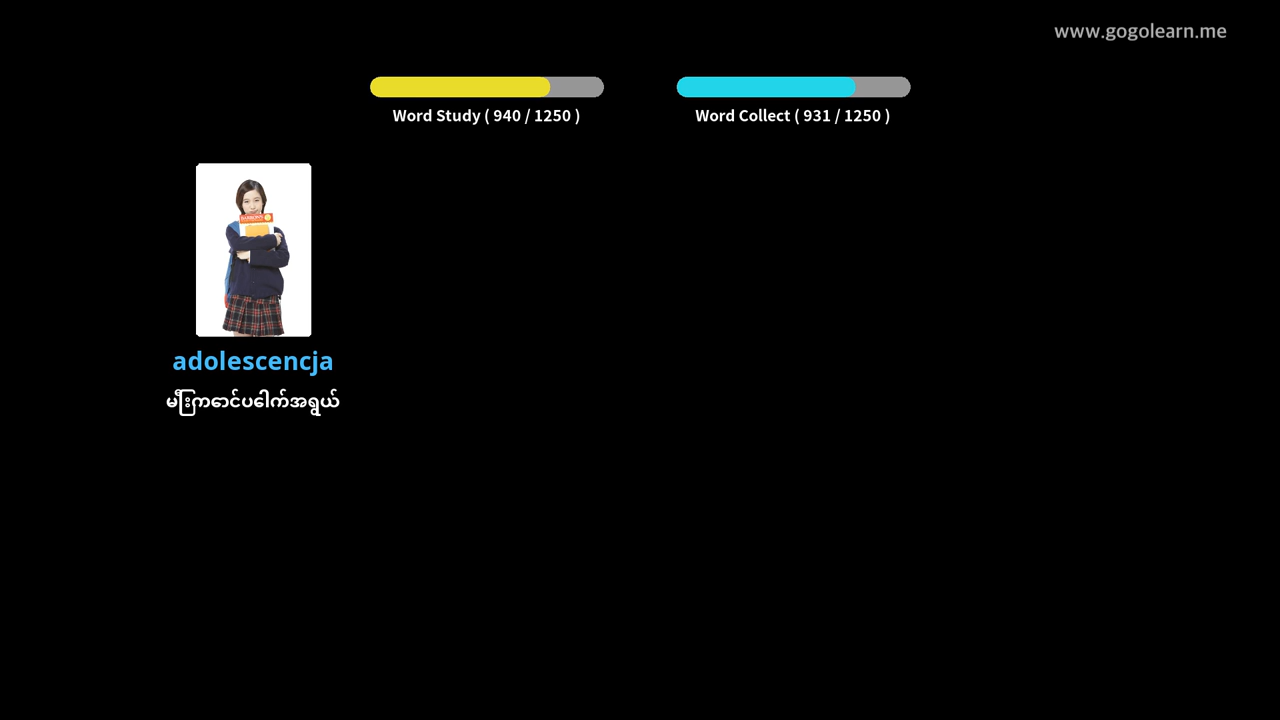 www.gogolearn.me
Word Study ( 940 / 1250 )
Word Collect ( 931 / 1250 )
BARRON'S
adolescencja
မီးကြောင်ပေါက်အရွယ်